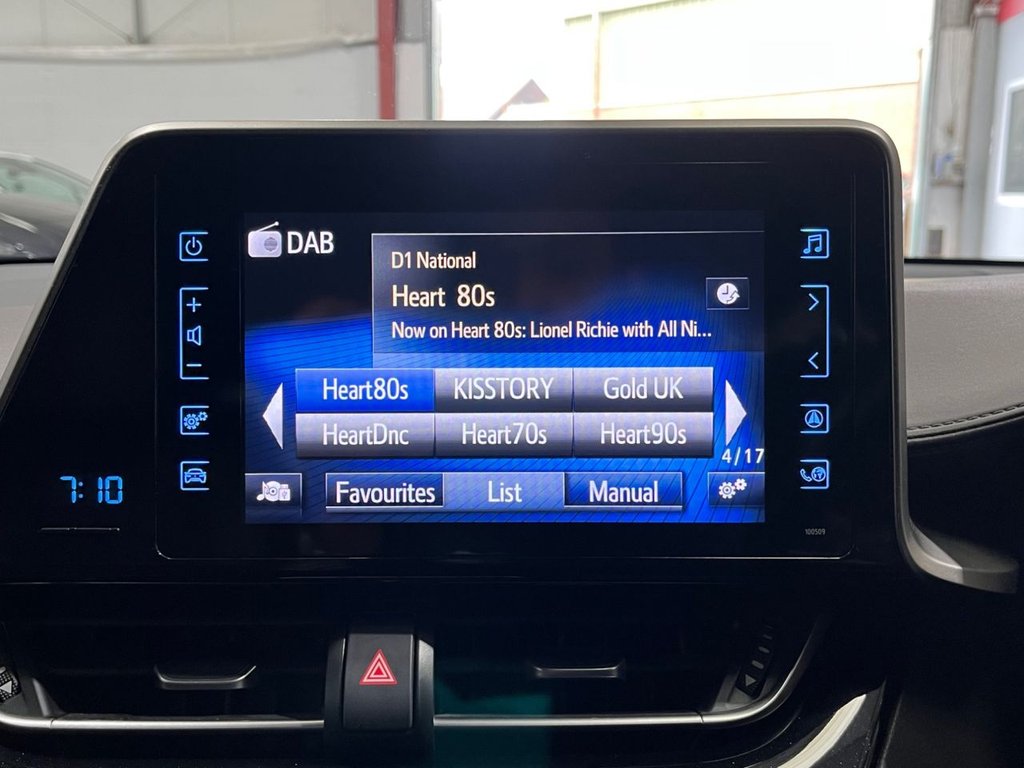 DAB
D1 National
Heart 80s
Now on Heart 80s: Lionel Richie with All Ni...
Heart80s KISSTORY Gold UK
HeartDnc Heart70s Heart90s
4/17
7:10
Favourites List Manual
100509